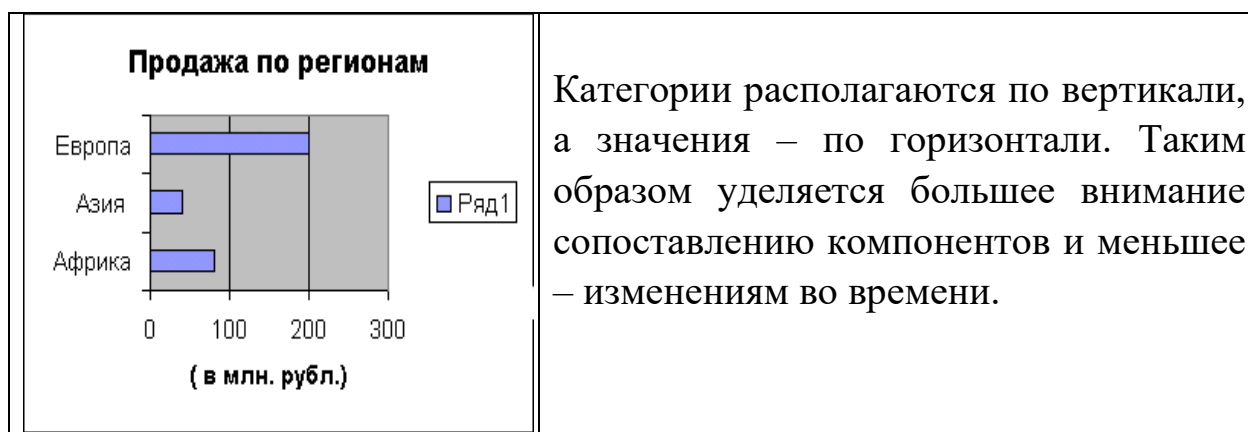 Продажа по регионам
Европа
Азия
Африка
Ряд1
0 100 200 300
( в млн. рубл.)
Категории располагаются по вертикали,
а значения – по горизонтали. Таким
образом уделяется большее внимание
сопоставлению компонентов и меньшее
– изменениям во времени.